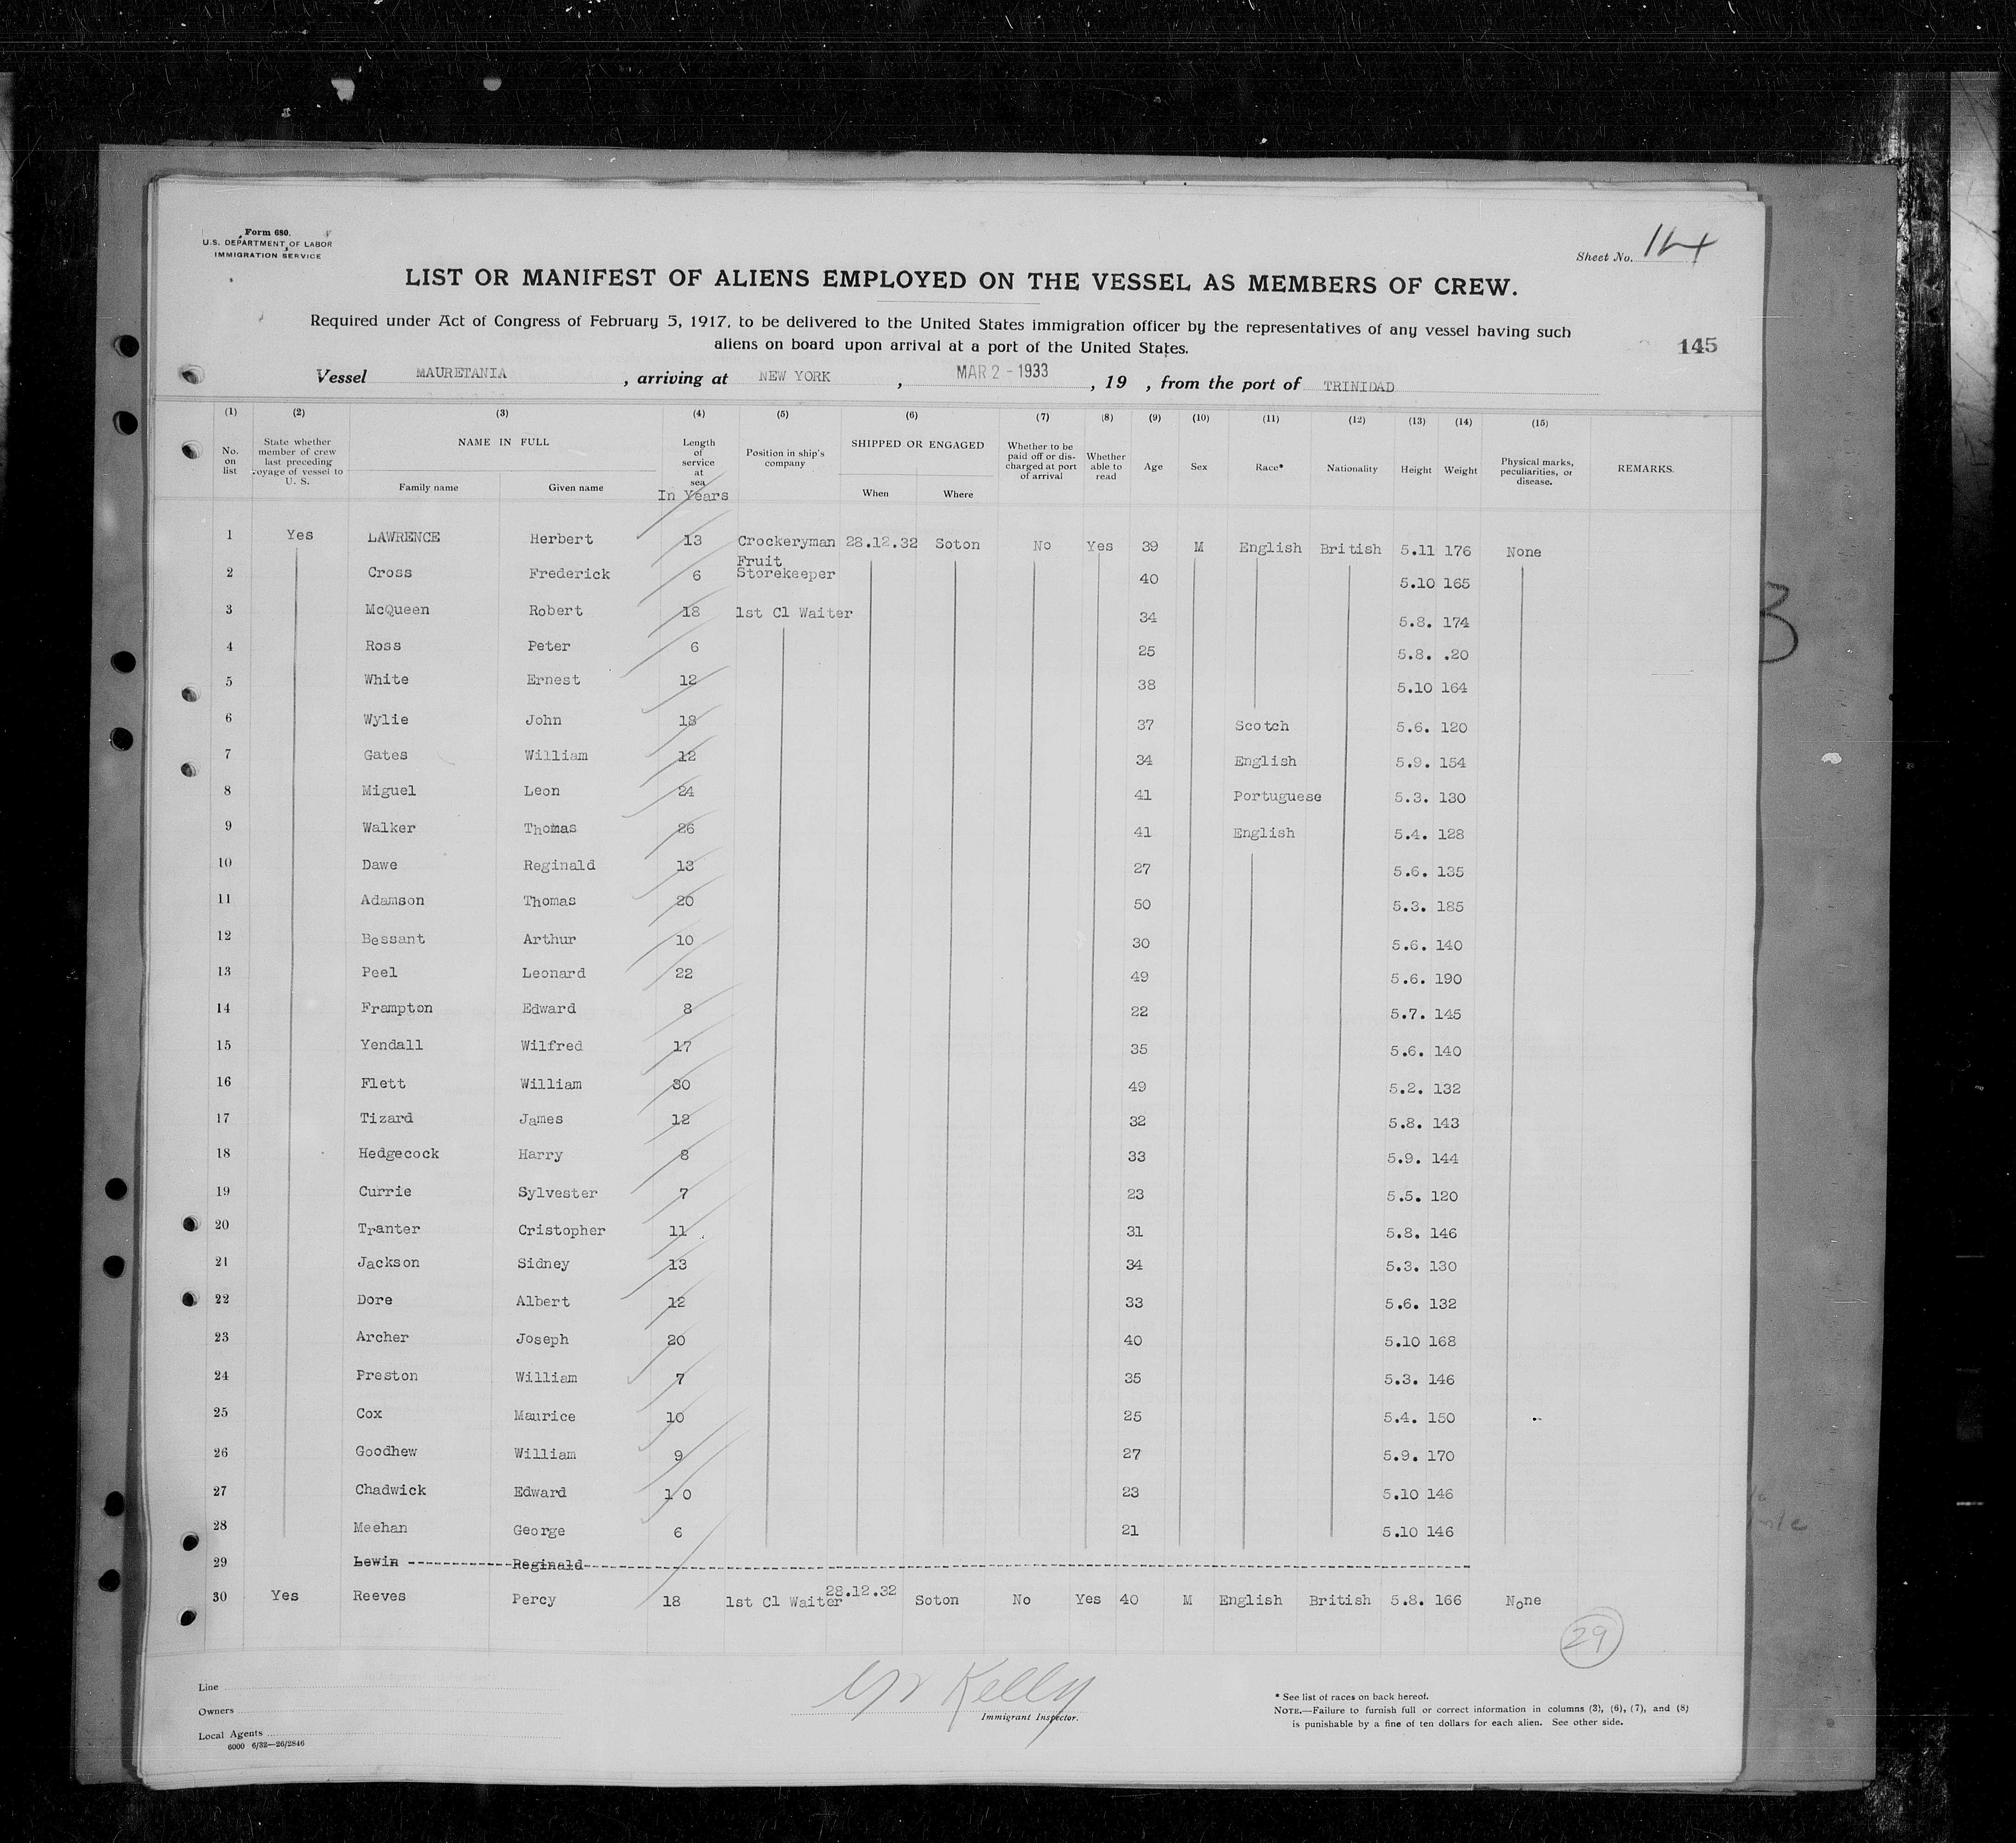 Form 680.
U.S. DEPARTMENT OF LABOR
IMMIGRATION SERVICE
Sheet No. 14
LIST OR MANIFEST OF ALIENS EMPLOYED ON THE VESSEL AS MEMBERS OF CREW.
Required under Act of Congress of February 5, 1917, to be delivered to the United States immigration officer by the representatives of any vessel having such
aliens on board upon arrival at a port of the United States.
145
Vessel MAURETANIA , arriving at NEW YORK , MAR 2 - 1933 , 19 , from the port of TRINIDAD
(1) (2) (3) (4) (5) (6) (7) (8) (9) (10) (11) (12) (13) (14) (15)
No. on list State whether member of crew last preceding voyage of vessel to U. S. NAME IN FULL Family name Given name Length of service at sea In Years Position in ship's company SHIPPED OR ENGAGED When Where Whether to be paid off or discharged at port of arrival Whether able to read Age Sex Race* Nationality Height Weight Physical marks, peculiarities, or disease. REMARKS.
1 Yes LAWRENCE Herbert 13 Crockeryman 28.12.32 Soton No Yes 39 M English British 5.11 176 None
2 Cross Frederick 6 Fruit Storekeeper 40 5.10 165
3 McQueen Robert 18 1st Cl Waiter 34 5.8. 174
4 Ross Peter 6 25 5.8. .20
5 White Ernest 12 38 5.10 164
6 Wylie John 18 37 Scotch 5.6. 120
7 Gates William 12 34 English 5.9. 154
8 Miguel Leon 24 41 Portuguese 5.3. 130
9 Walker Thomas 26 41 English 5.4. 128
10 Dawe Reginald 13 27 5.6. 135
11 Adamson Thomas 20 50 5.3. 185
12 Bessant Arthur 10 30 5.6. 140
13 Peel Leonard 22 49 5.6. 190
14 Frampton Edward 8 22 5.7. 145
15 Yendall Wilfred 17 35 5.6. 140
16 Flett William 30 49 5.2. 132
17 Tizard James 12 32 5.8. 143
18 Hedgecock Harry 8 33 5.9. 144
19 Currie Sylvester 7 23 5.5. 120
20 Tranter Cristopher 11 31 5.8. 146
21 Jackson Sidney 13 34 5.3. 130
22 Dore Albert 12 33 5.6. 132
23 Archer Joseph 20 40 5.10 168
24 Preston William 7 35 5.3. 146
25 Cox Maurice 10 25 5.4. 150
26 Goodhew William 9 27 5.9. 170
27 Chadwick Edward 1 0 23 5.10 146
28 Meehan George 6 21 5.10 146
29 Lewin Reginald
30 Yes Reeves Percy 18 1st Cl Waiter 28.12.32 Soton No Yes 40 M English British 5.8. 166 None
29
Line
Owners
Local Agents
6000 6/32—26/2846
Kelly
Immigrant Inspector.
* See list of races on back hereof.
NOTE.—Failure to furnish full or correct information in columns (3), (6), (7), and (8)
is punishable by a fine of ten dollars for each alien. See other side.